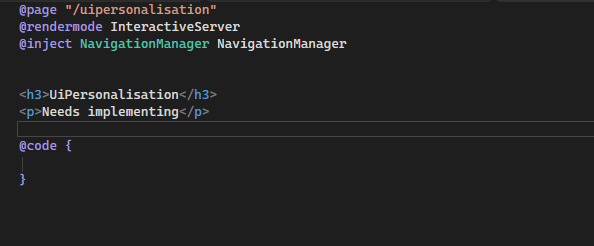 @page "/uipersonalisation"
@rendermode InteractiveServer
@inject NavigationManager NavigationManager
<h3>UiPersonalisation</h3>
<p>Needs implementing</p>
@code {
}